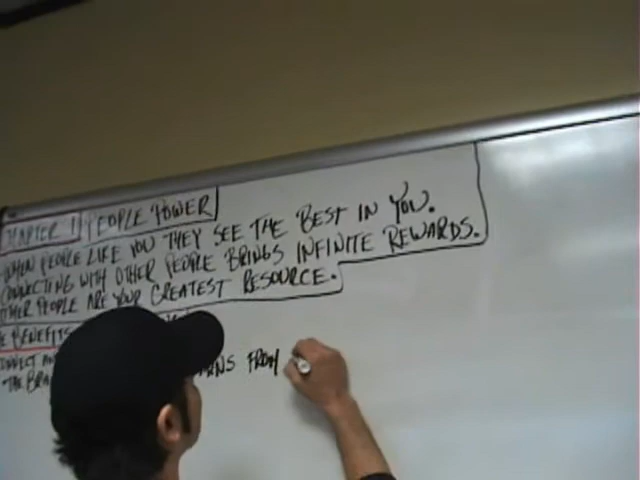 CHAPTER 1 PEOPLE POWER
WHEN PEOPLE LIKE YOU THEY SEE THE BEST IN YOU.
CONNECTING WITH OTHER PEOPLE BRINGS INFINITE REWARDS.
OTHER PEOPLE ARE YOUR GREATEST RESOURCE.
BENEFITS
FROM
THE